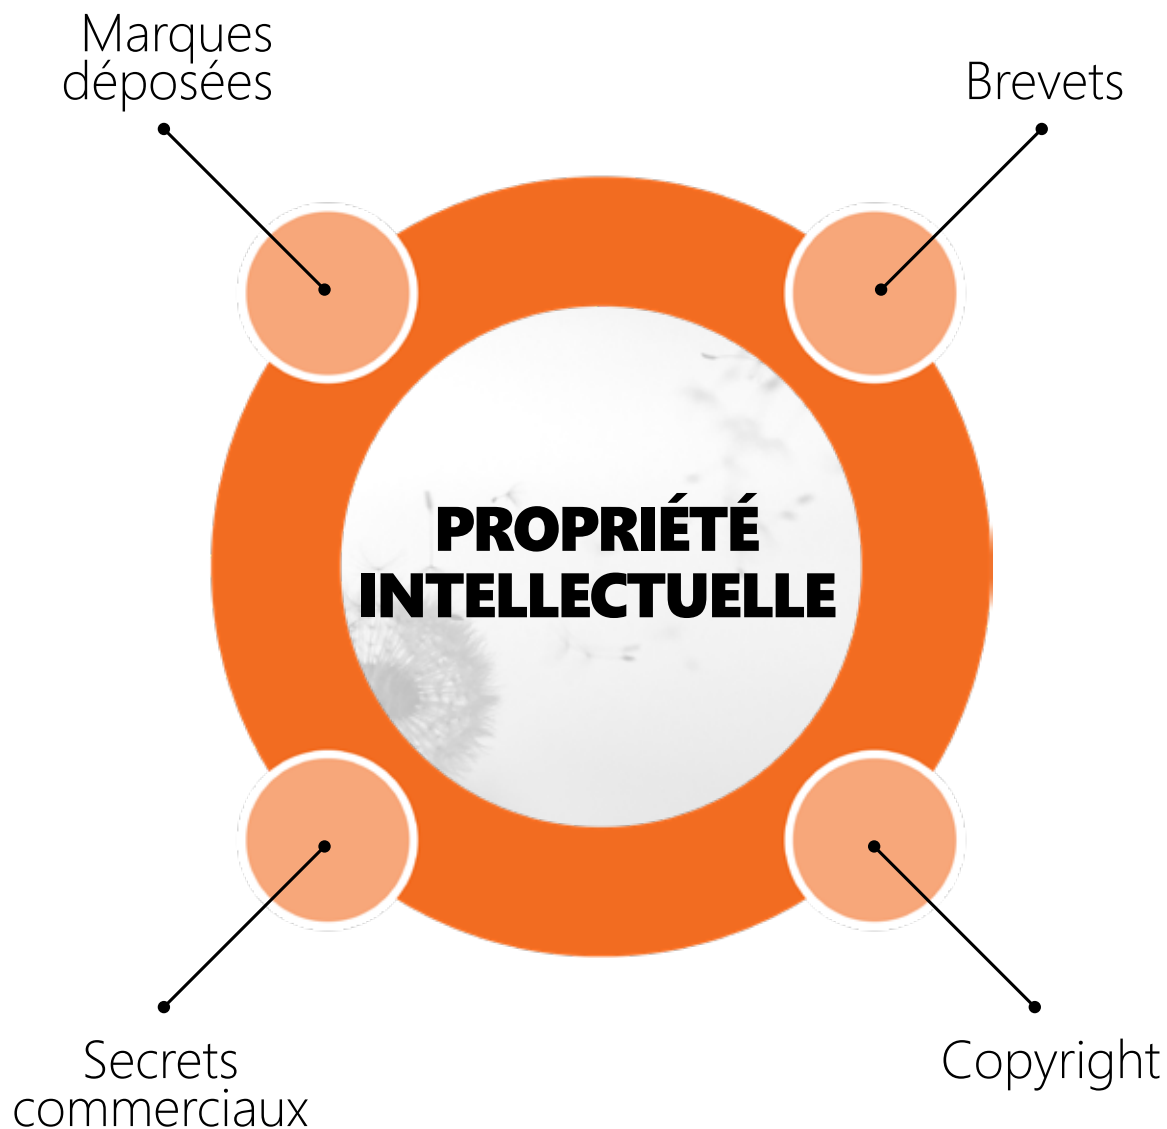 Marques
déposées
Brevets
PROPRIÉTÉ
INTELLECTUELLE
Secrets
commerciaux
Copyright